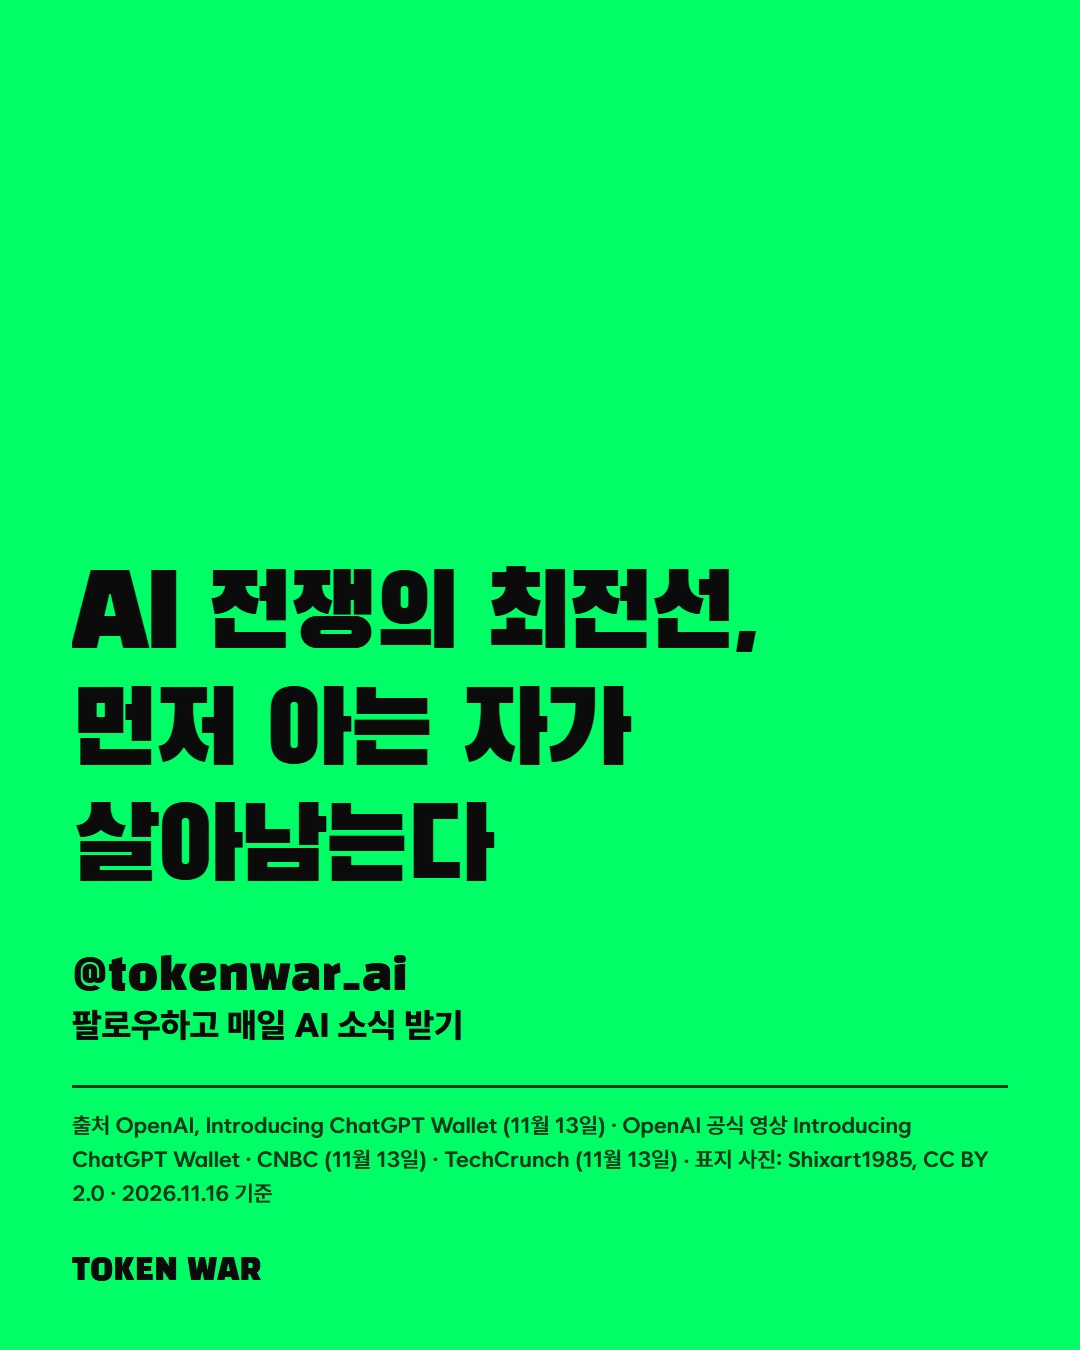 AI 전쟁의 최전선,
먼저 아는 자가
살아남는다
@tokenwar_ai
팔로우하고 매일 AI 소식 받기
출처 OpenAI, Introducing ChatGPT Wallet (11월 13일) · OpenAI 공식 영상 Introducing
ChatGPT Wallet · CNBC (11월 13일) · TechCrunch (11월 13일) · 표지 사진: Shixart1985, CC BY
2.0 · 2026.11.16 기준
TOKEN WAR